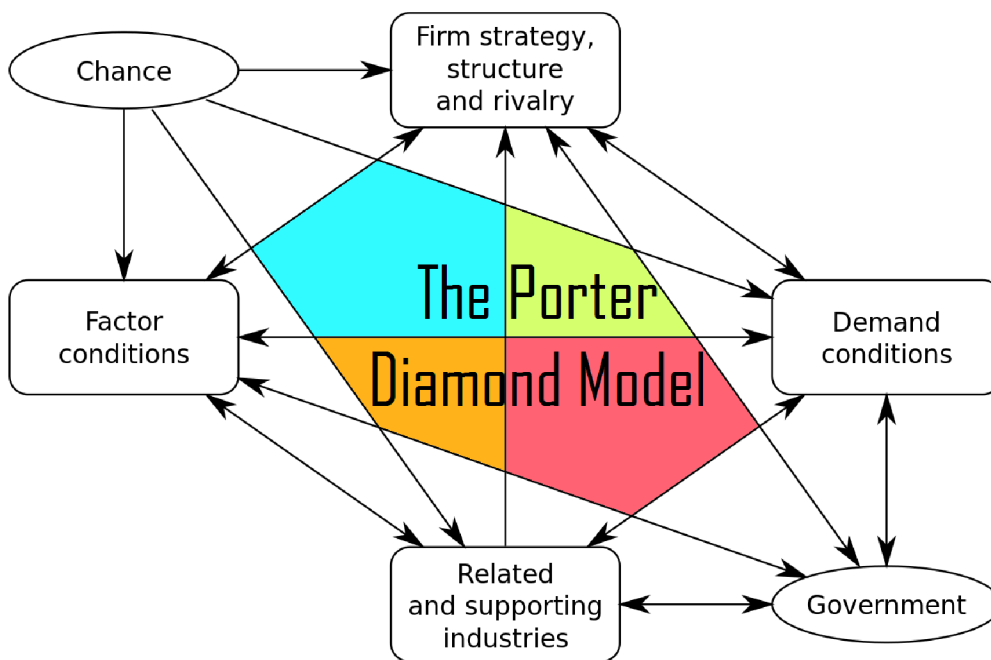 Chance
Firm strategy,
structure
and rivalry
The Porter
Diamond Model
Factor
conditions
Demand
conditions
Related
and supporting
industries
Government